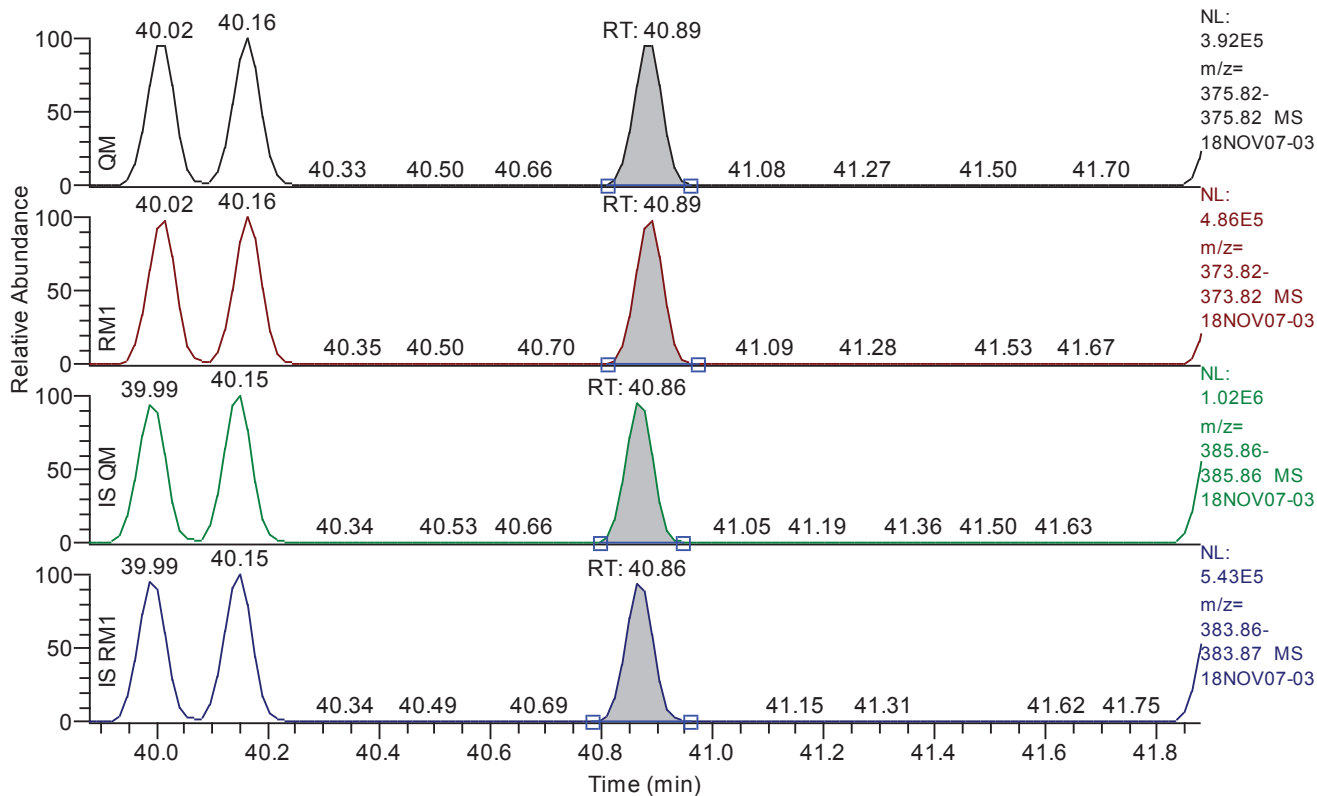 Relative Abundance
100
50
0
QM
40.02
40.16
40.33
40.50
40.66
RT: 40.89
41.08
41.27
41.50
41.70
NL:
3.92E5
m/z=
375.82-
375.82 MS
18NOV07-03
100
50
0
RM1
40.02
40.16
40.35
40.50
40.70
RT: 40.89
41.09
41.28
41.53
41.67
NL:
4.86E5
m/z=
373.82-
373.82 MS
18NOV07-03
100
50
0
IS QM
39.99
40.15
40.34
40.53
40.66
RT: 40.86
41.05
41.19
41.36
41.50
41.63
NL:
1.02E6
m/z=
385.86-
385.86 MS
18NOV07-03
100
50
0
IS RM1
39.99
40.15
40.34
40.49
40.69
RT: 40.86
41.15
41.31
41.62
41.75
NL:
5.43E5
m/z=
383.86-
383.87 MS
18NOV07-03
40.0 40.2 40.4 40.6 40.8 41.0 41.2 41.4 41.6 41.8
Time (min)